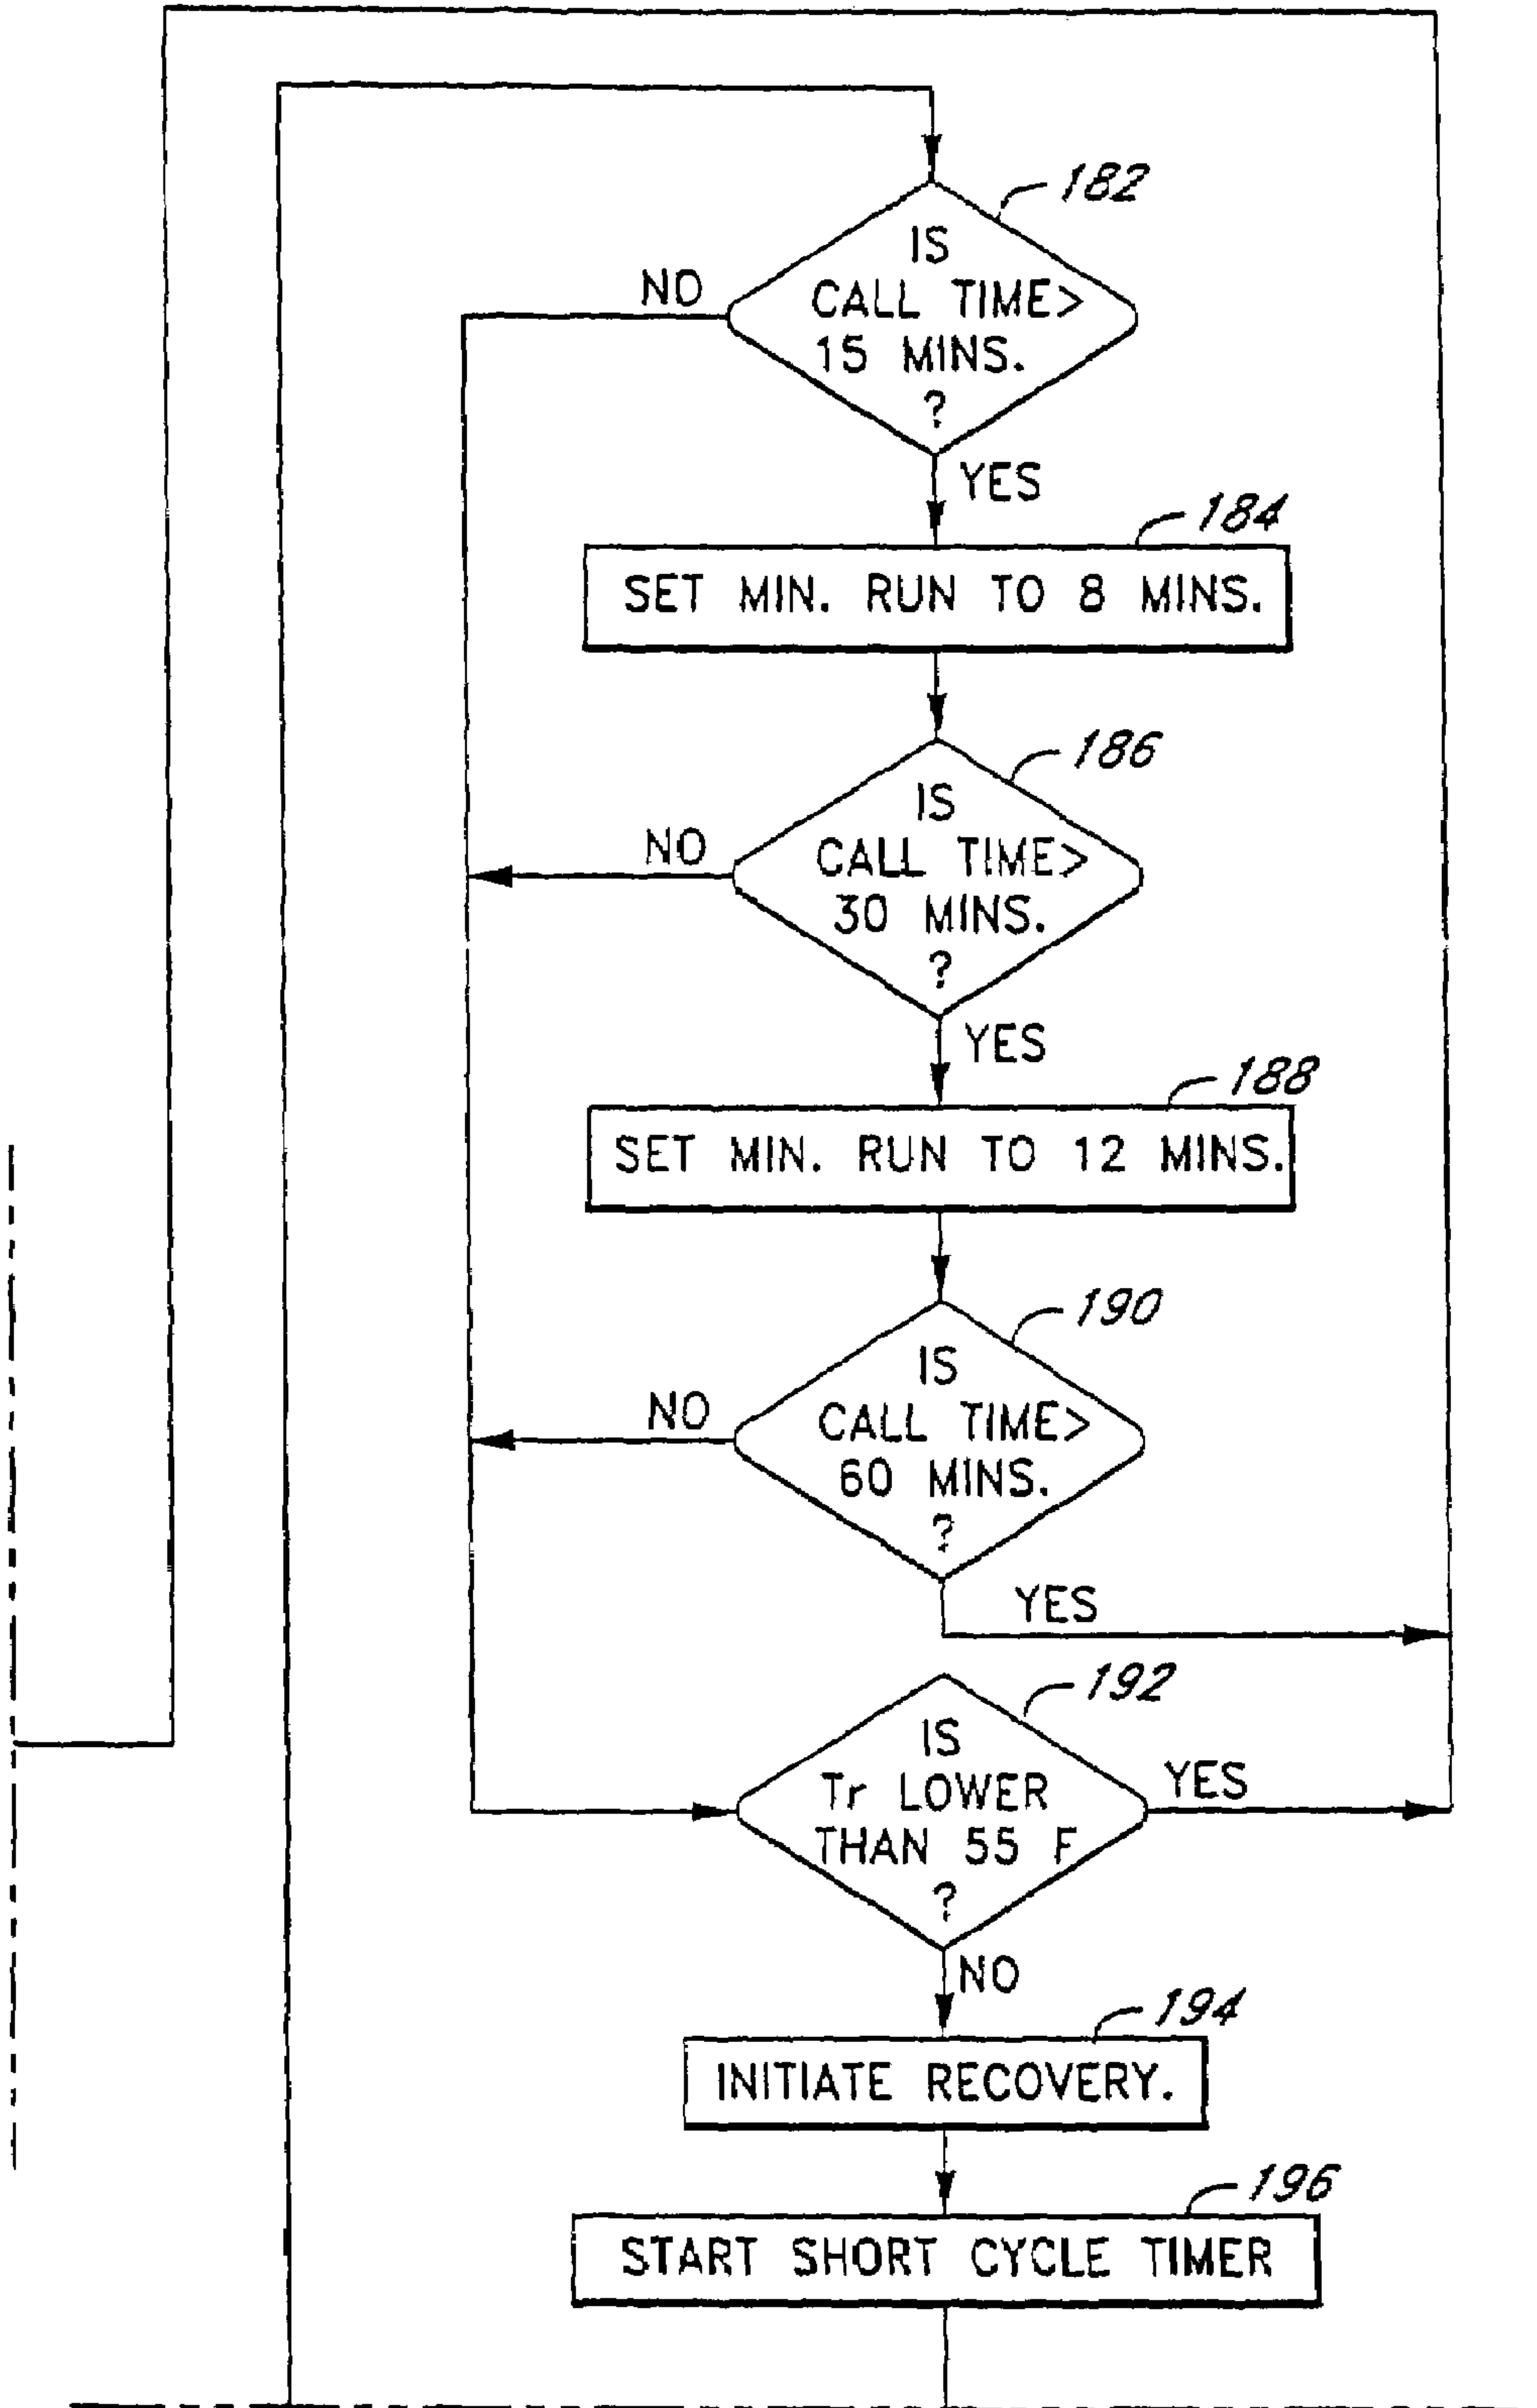 182
IS
CALL TIME>
15 MINS.
?
NO
YES
184
SET MIN. RUN TO 8 MINS.
186
IS
CALL TIME>
30 MINS.
?
NO
YES
188
SET MIN. RUN TO 12 MINS.
190
IS
CALL TIME>
60 MINS.
?
NO
YES
192
IS
Tr LOWER
THAN 55 F
?
YES
NO
194
INITIATE RECOVERY.
196
START SHORT CYCLE TIMER